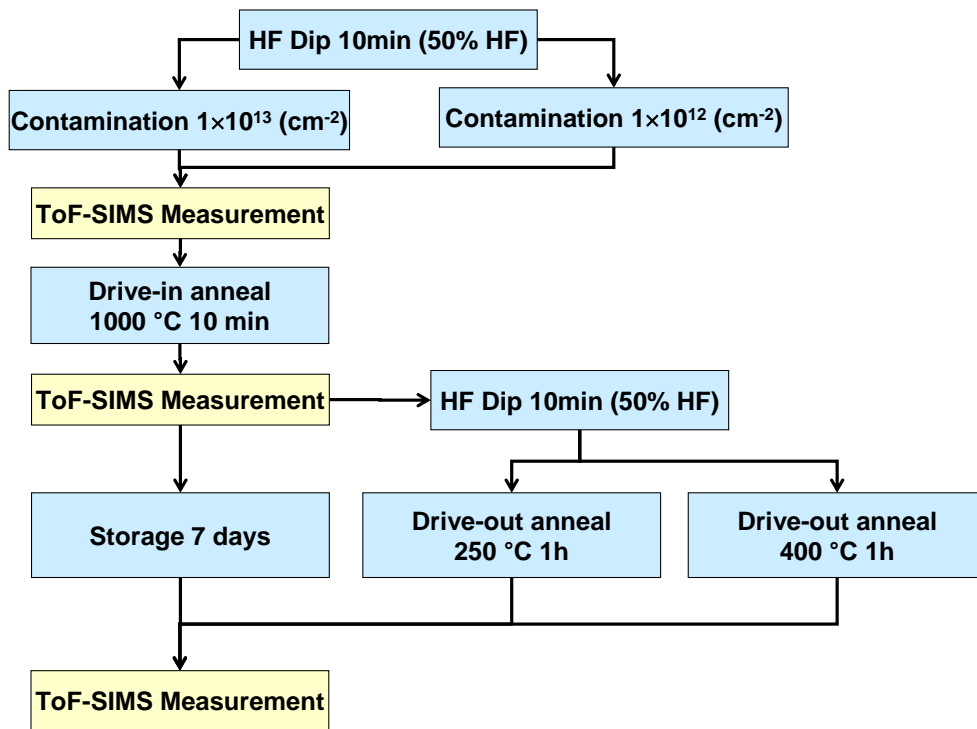 HF Dip 10min (50% HF)
Contamination 1×10¹³ (cm⁻²)
Contamination 1×10¹² (cm⁻²)
ToF-SIMS Measurement
Drive-in anneal
1000 °C 10 min
ToF-SIMS Measurement
HF Dip 10min (50% HF)
Storage 7 days
Drive-out anneal
250 °C 1h
Drive-out anneal
400 °C 1h
ToF-SIMS Measurement